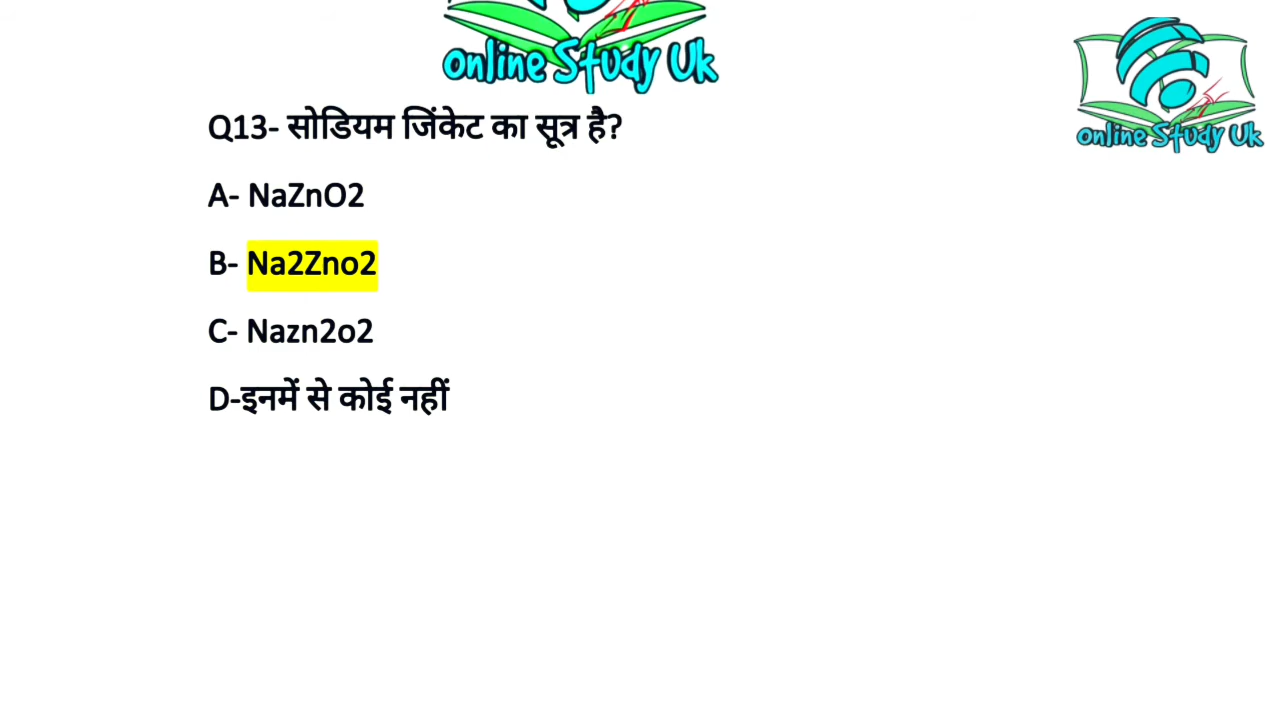 Online Study Uk
Online Study Uk
Q13- सोडियम जिंकेट का सूत्र है?
A- NaZnO2
B- Na2Zno2
C- Nazn2o2
D-इनमें से कोई नहीं